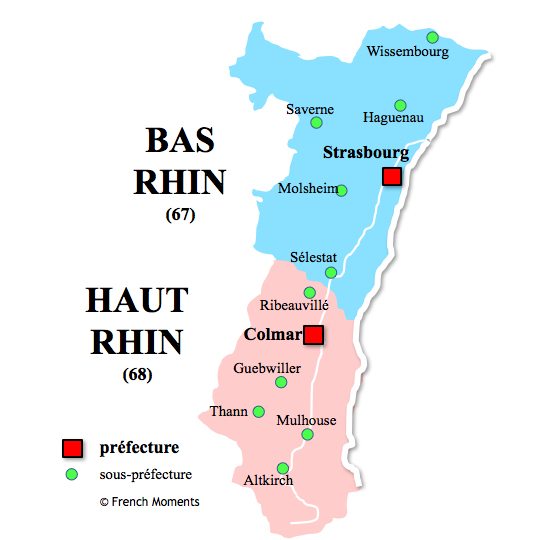 Wissembourg
Saverne
Haguenau
BAS
RHIN
(67)
Strasbourg
Molsheim
Sélestat
HAUT
RHIN
(68)
Ribeauvillé
Colmar
Guebwiller
Thann
Mulhouse
Altkirch
préfecture
sous-préfecture
© French Moments